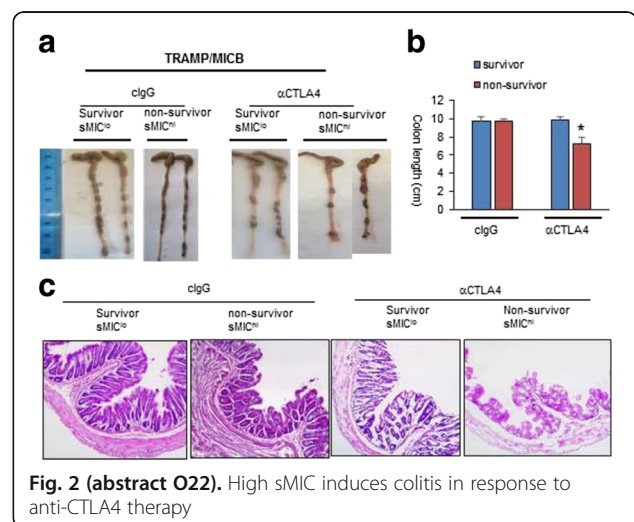 a
TRAMP/MICB
cIgG
αCTLA4
Survivor non-survivor Survivor non-survivor
sMIClo sMIChi sMIClo sMIChi
b
survivor
non-survivor
Colon length (cm)
12
10
8
6
4
2
0
*
cIgG αCTLA4
c
cIgG αCTLA4
Survivor non-survivor Survivor Non-survivor
sMIClo sMIChi sMIClo sMIChi
Fig. 2 (abstract O22). High sMIC induces colitis in response to
anti-CTLA4 therapy